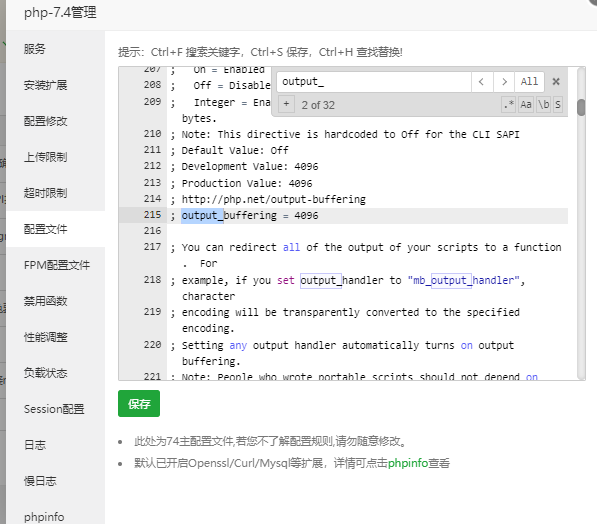 php-7.4管理
服务
安装扩展
配置修改
上传限制
超时限制
配置文件
FPM配置文件
禁用函数
性能调整
负载状态
Session配置
日志
慢日志
phpinfo
提示：Ctrl+F 搜索关键字，Ctrl+S 保存，Ctrl+H 查找替换!
output_ < > All ×
+ 2 of 32 .* Aa \b S
207 ; On = Enabled
208 ; Off = Disable
209 ; Integer = Ena
bytes.
210 ; Note: This directive is hardcoded to Off for the CLI SAPI
211 ; Default Value: Off
212 ; Development Value: 4096
213 ; Production Value: 4096
214 ; http://php.net/output-buffering
215 ; output_buffering = 4096
216
217 ; You can redirect all of the output of your scripts to a function
. For
218 ; example, if you set output_handler to "mb_output_handler",
character
219 ; encoding will be transparently converted to the specified
encoding.
220 ; Setting any output handler automatically turns on output
buffering.
221 ; Note: People who wrote portable scripts should not depend on
保存
此处为74主配置文件,若您不了解配置规则,请勿随意修改。
默认已开启Openssl/Curl/Mysql等扩展，详情可点击phpinfo查看